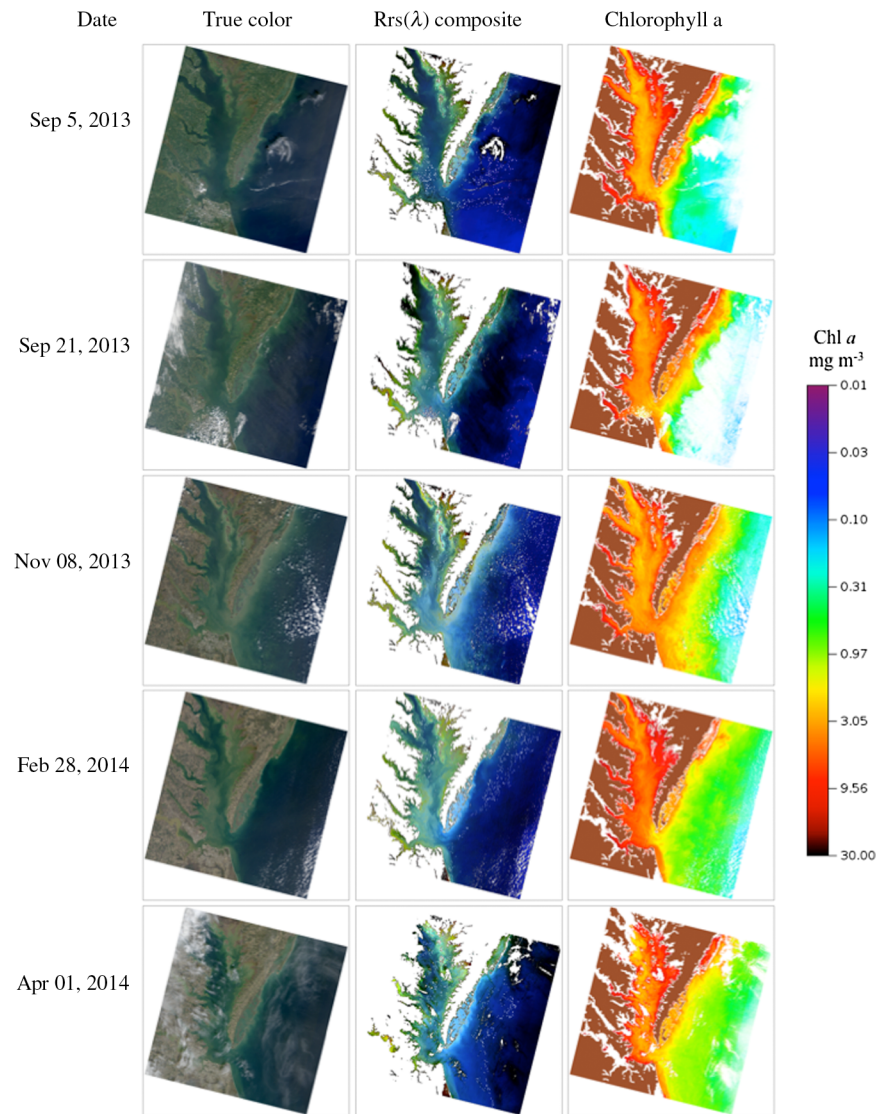 Date True color Rrs(λ) composite Chlorophyll a
Sep 5, 2013
Sep 21, 2013
Nov 08, 2013
Feb 28, 2014
Apr 01, 2014
Chl a
mg m-3
0.01
0.03
0.10
0.31
0.97
3.05
9.56
30.00